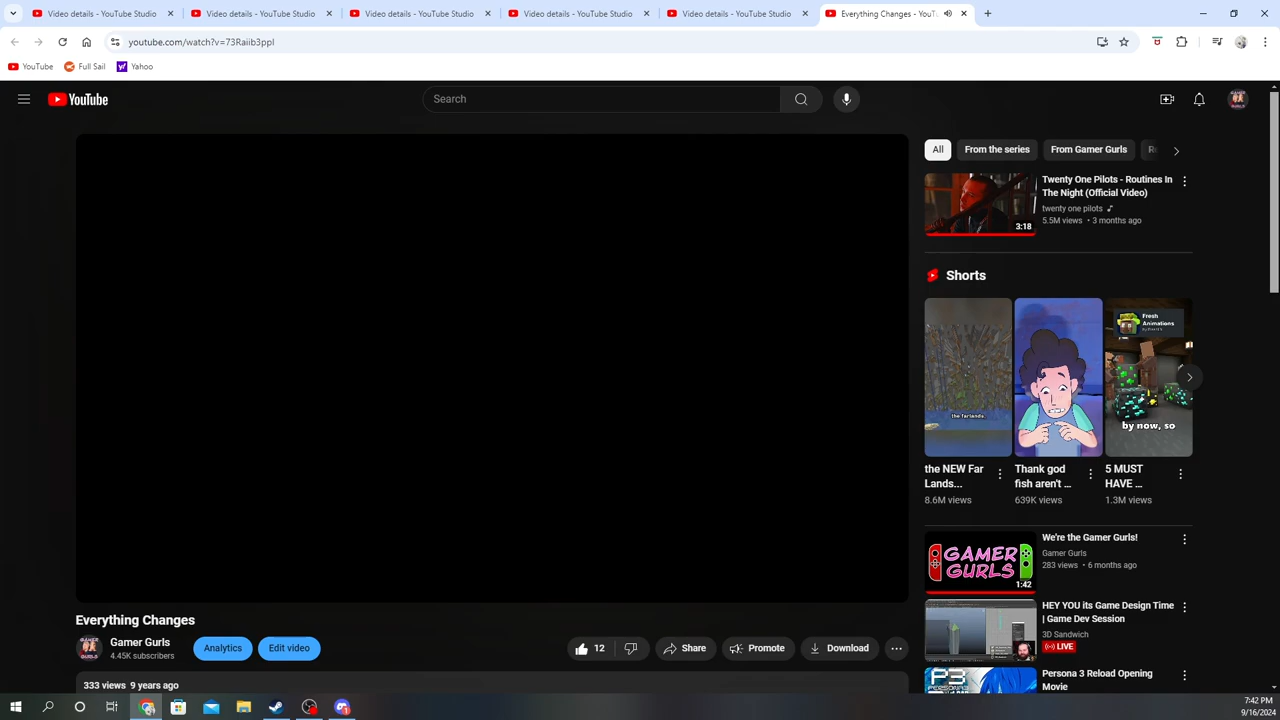 Video details - YouTube Studio
Video details - YouTube Studio
Video details - YouTube Studio
Video details - YouTube Studio
Video details - YouTube Studio
Everything Changes - YouT
youtube.com/watch?v=73Raiib3ppI
YouTube
Full Sail
Yahoo
YouTube
Search
All
From the series
From Gamer Gurls
Twenty One Pilots - Routines In
The Night (Official Video)
twenty one pilots
5.5M views • 3 months ago
3:18
Shorts
the farlands
Fresh
Animations
by now, so
the NEW Far
Lands...
8.6M views
Thank god
fish aren't ...
639K views
5 MUST
HAVE ...
1.3M views
GAMER
GURLS
1:42
We're the Gamer Gurls!
Gamer Gurls
283 views • 6 months ago
HEY YOU its Game Design Time
| Game Dev Session
3D Sandwich
LIVE
P3
Persona 3 Reload Opening
Movie
Everything Changes
Gamer Gurls
4.45K subscribers
Analytics
Edit video
12
Share
Promote
Download
333 views 9 years ago
7:42 PM
9/16/2024